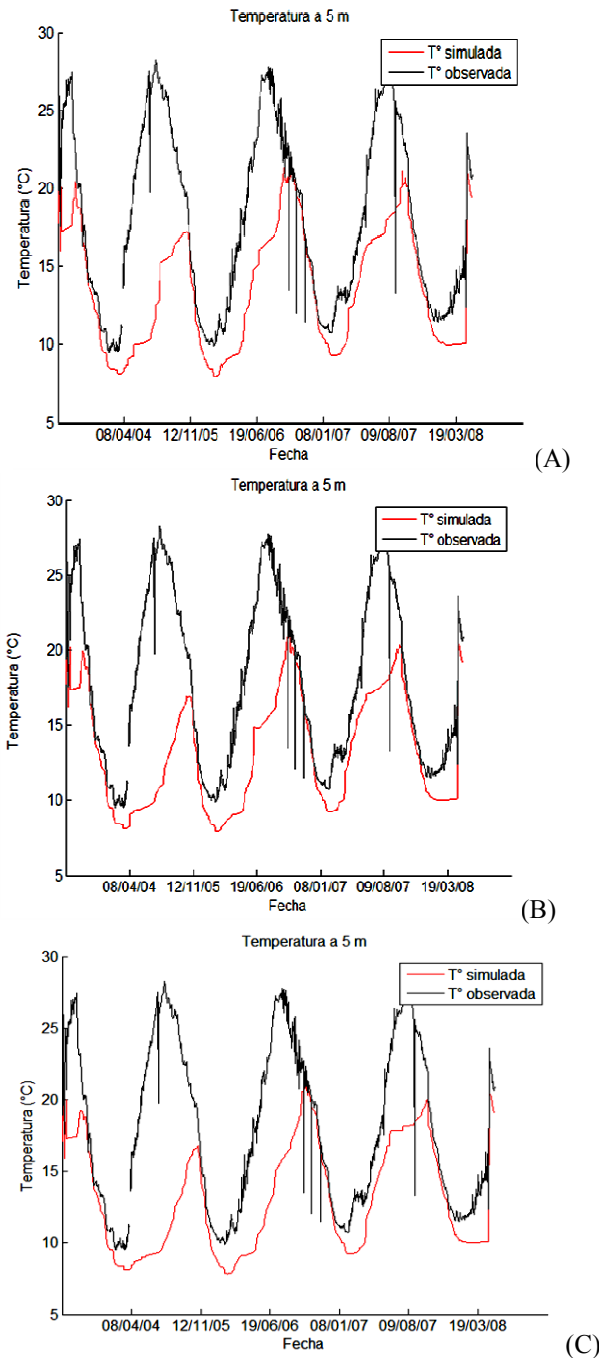 Temperatura a 5 m
30
25
20
15
10
5
Temperatura (°C)
T° simulada
T° observada
08/04/04 12/11/05 19/06/06 08/01/07 09/08/07 19/03/08
Fecha
(A)
Temperatura a 5 m
30
25
20
15
10
5
Temperatura (°C)
T° simulada
T° observada
08/04/04 12/11/05 19/06/06 08/01/07 09/08/07 19/03/08
Fecha
(B)
Temperatura a 5 m
30
25
20
15
10
5
Temperatura (°C)
T° simulada
T° observada
08/04/04 12/11/05 19/06/06 08/01/07 09/08/07 19/03/08
Fecha
(C)